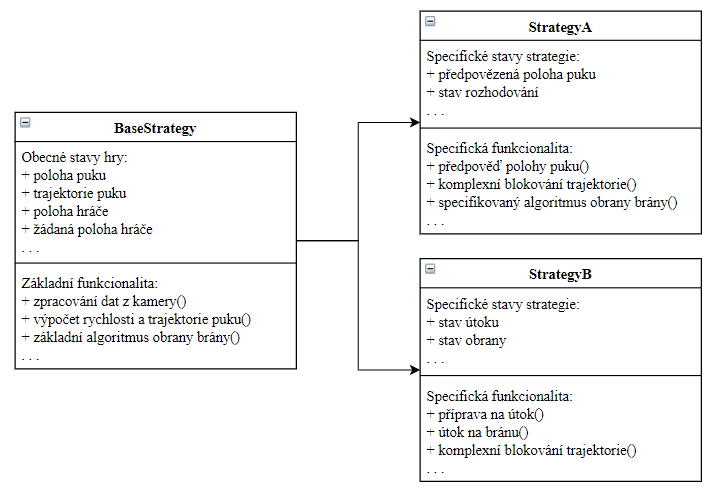 BaseStrategy
Obecné stavy hry:
+ poloha puku
+ trajektorie puku
+ poloha hráče
+ žádaná poloha hráče
. . .
Základní funkcionalita:
+ zpracování dat z kamery()
+ výpočet rychlosti a trajektorie puku()
+ základní algoritmus obrany brány()
. . .
StrategyA
Specifické stavy strategie:
+ předpovězená poloha puku
+ stav rozhodování
. . .
Specifická funkcionalita:
+ předpověď polohy puku()
+ komplexní blokování trajektorie()
+ specifikovaný algoritmus obrany brány()
. . .
StrategyB
Specifické stavy strategie:
+ stav útoku
+ stav obrany
. . .
Specifická funkcionalita:
+ příprava na útok()
+ útok na bránu()
+ komplexní blokování trajektorie()
. . .